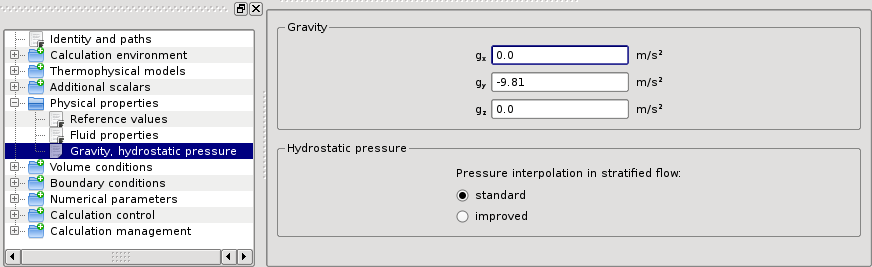 Identity and paths
Calculation environment
Thermophysical models
Additional scalars
Physical properties
Reference values
Fluid properties
Gravity, hydrostatic pressure
Volume conditions
Boundary conditions
Numerical parameters
Calculation control
Calculation management
Gravity
gₓ 0.0 m/s²
gᵧ -9.81 m/s²
g_z 0.0 m/s²
Hydrostatic pressure
Pressure interpolation in stratified flow:
standard
improved